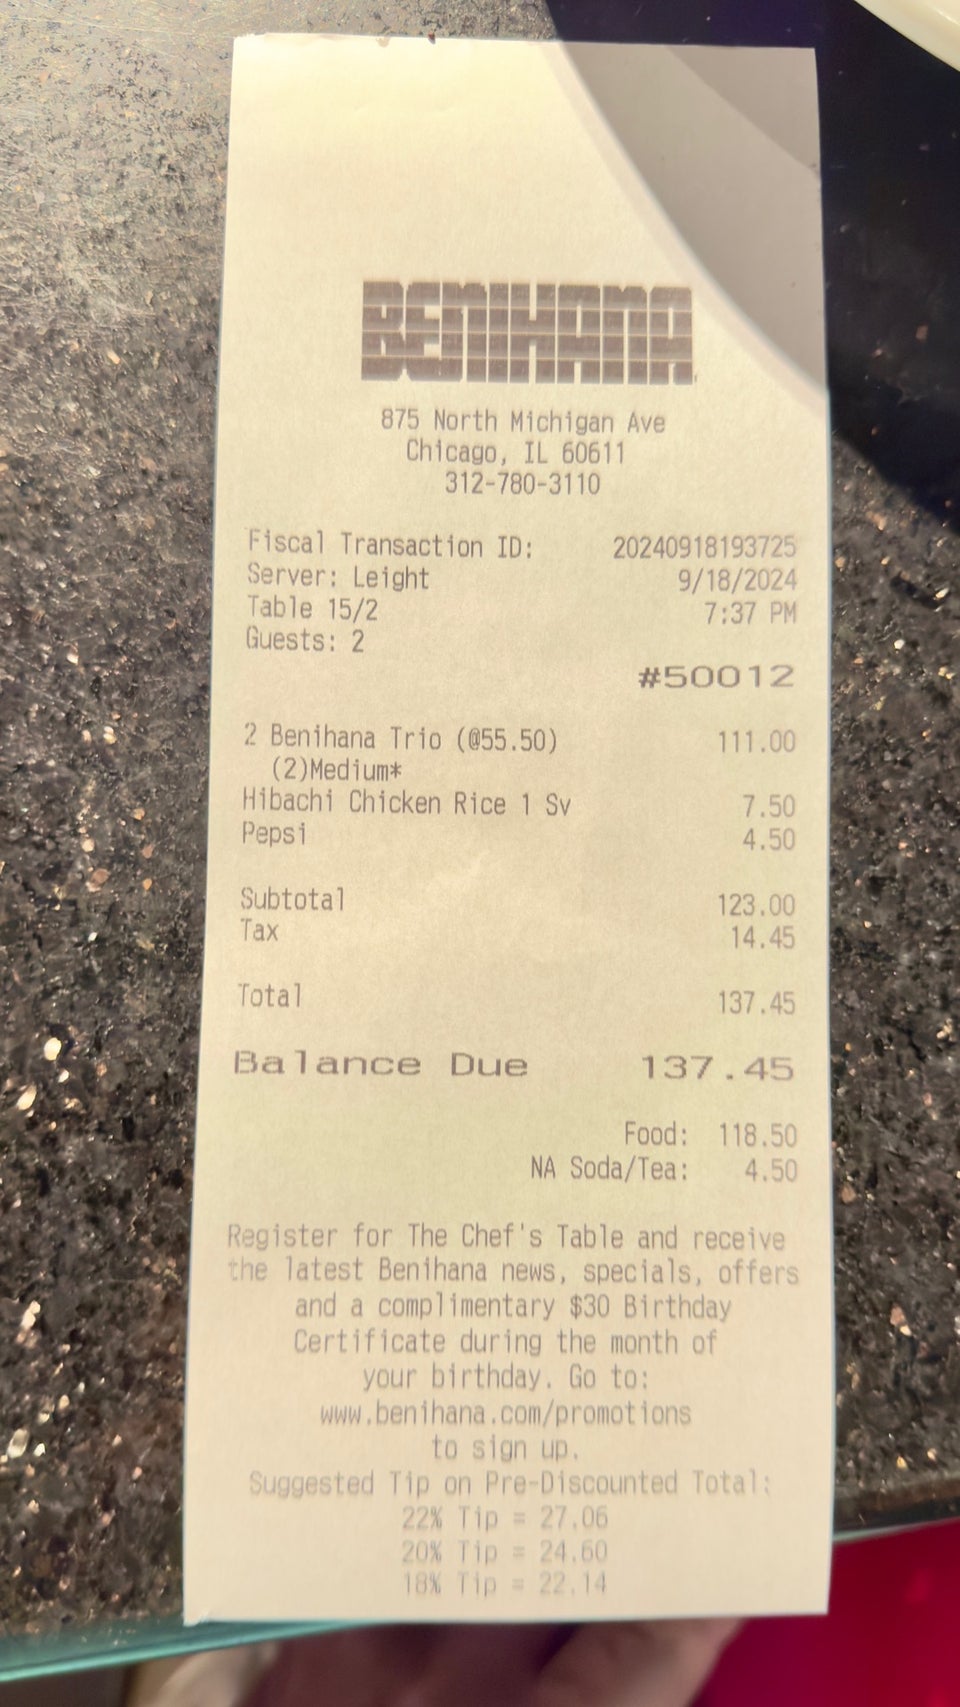 BENIHANA
875 North Michigan Ave
Chicago, IL 60611
312-780-3110
Fiscal Transaction ID: 20240918193725
Server: Leight 9/18/2024
Table 15/2 7:37 PM
Guests: 2
#50012
2 Benihana Trio (@55.50) 111.00
(2)Medium*
Hibachi Chicken Rice 1 Sv 7.50
Pepsi 4.50
Subtotal 123.00
Tax 14.45
Total 137.45
Balance Due 137.45
Food: 118.50
NA Soda/Tea: 4.50
Register for The Chef's Table and receive
the latest Benihana news, specials, offers
and a complimentary $30 Birthday
Certificate during the month of
your birthday. Go to:
www.benihana.com/promotions
to sign up.
Suggested Tip on Pre-Discounted Total:
22% Tip = 27.06
20% Tip = 24.60
18% Tip = 22.14